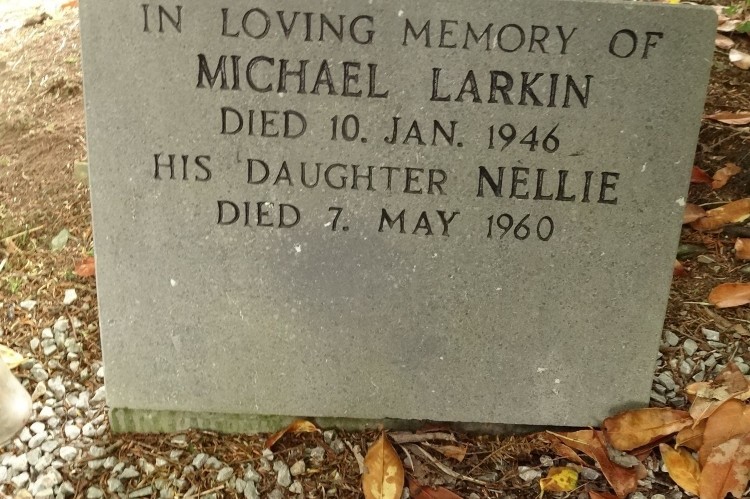 IN LOVING MEMORY OF
MICHAEL LARKIN
DIED 10. JAN. 1946
HIS DAUGHTER NELLIE
DIED 7. MAY 1960